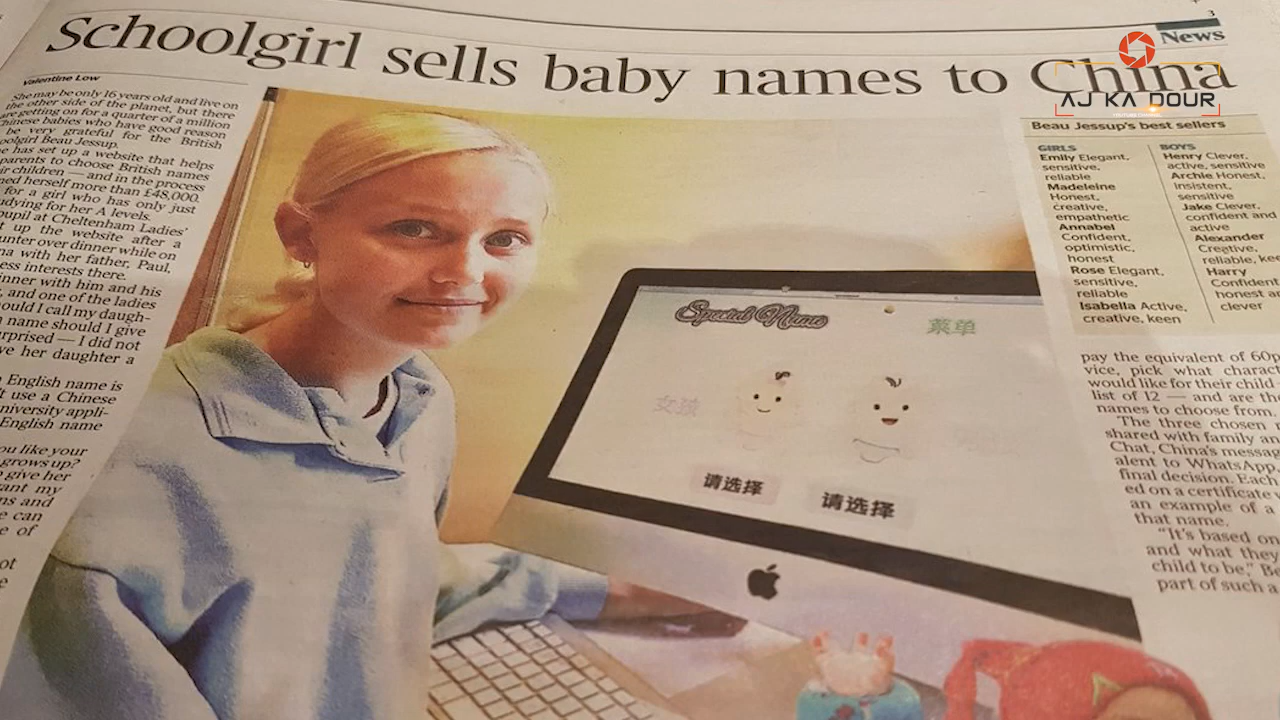 3
News
Schoolgirl sells baby names to China
AJ KA DOUR
YOUTUBE CHANNEL
Valentine Low
She may be only 16 years old and live on
the other side of the planet, but there
are getting on for a quarter of a million
Chinese babies who have good reason
be very grateful for the British
oolgirl Beau Jessup.
e has set up a website that helps
parents to choose British names
ir children — and in the process
ned herself more than £48,000.
for a girl who has only just
udying for her A levels.
pupil at Cheltenham Ladies'
t up the website after a
unter over dinner while on
na with her father, Paul,
ess interests there.
inner with him and his
, and one of the ladies
ould I call my daugh-
n name should I give
rprised — I did not
ve her daughter a
English name is
't use a Chinese
niversity appli-
English name
ou like your
grows up?
e give her
ant my
ns and
e can
e of
ot
e
Special Name
菜单
女孩
请选择
请选择
Beau Jessup's best sellers
GIRLS
Emily Elegant,
sensitive,
reliable
Madeleine
Honest,
creative,
empathetic
Annabel
Confident,
optimistic,
honest
Rose Elegant,
sensitive,
reliable
Isabella Active,
creative, keen
BOYS
Henry Clever,
active, sensitive
Archie Honest,
insistent,
sensitive
Jake Clever,
confident and
active
Alexander
Creative,
reliable, kee
Harry
Confident
honest a
clever
pay the equivalent of 60p
vice, pick what charact
would like for their child
list of 12 — and are th
names to choose from.
The three chosen
shared with family an
Chat, China's messag
alent to WhatsApp,
final decision. Each
ed on a certificate
an example of a
that name.
"It's based on
and what they
child to be," Be
part of such a